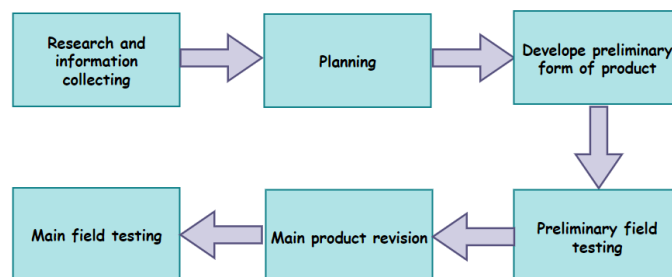 Research and
information
collecting
Planning
Develope preliminary
form of product
Preliminary field
testing
Main product revision
Main field testing